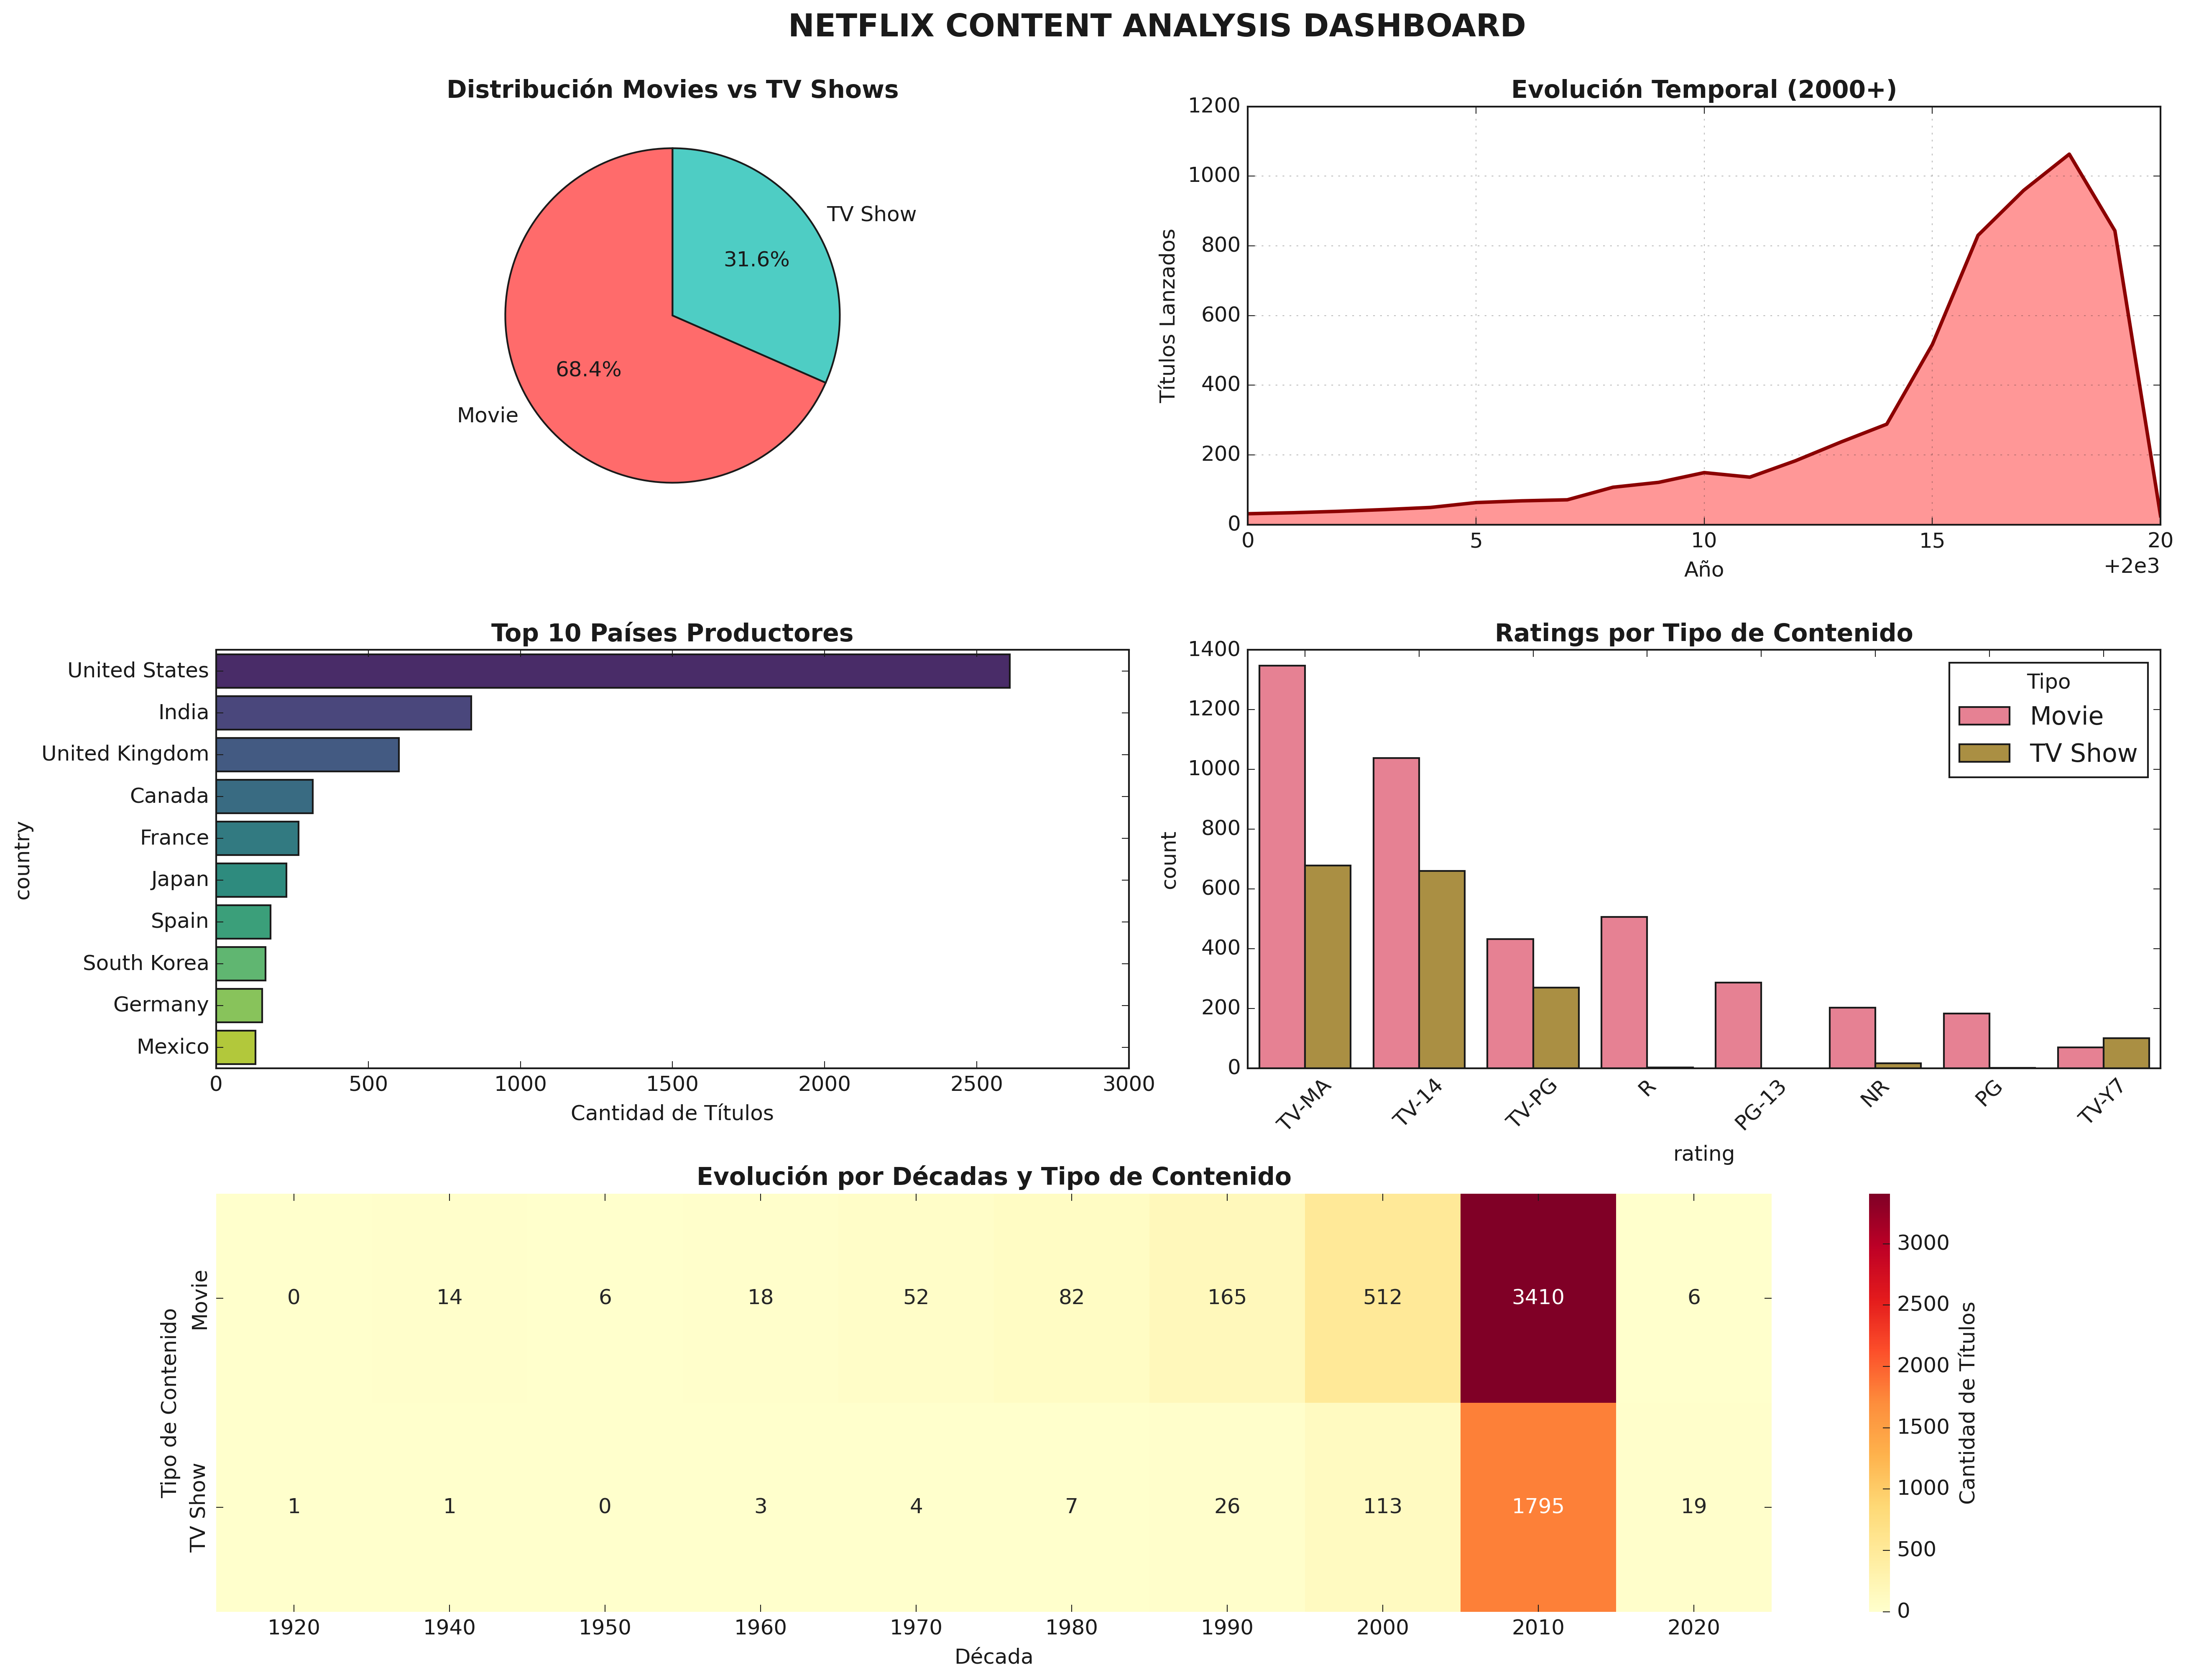 NETFLIX CONTENT ANALYSIS DASHBOARD
Distribución Movies vs TV Shows
TV Show
31.6%
68.4%
Movie
Evolución Temporal (2000+)
Títulos Lanzados
1200
1000
800
600
400
200
0
0 5 10 15 20
+2e3
Año
Top 10 Países Productores
country
United States
India
United Kingdom
Canada
France
Japan
Spain
South Korea
Germany
Mexico
0 500 1000 1500 2000 2500 3000
Cantidad de Títulos
Ratings por Tipo de Contenido
count
1400
1200
1000
800
600
400
200
0
Tipo
Movie
TV Show
TV-MA TV-14 TV-PG R PG-13 NR PG TV-Y7
rating
Evolución por Décadas y Tipo de Contenido
Tipo de Contenido
Movie
0 14 6 18 52 82 165 512 3410 6
TV Show
1 1 0 3 4 7 26 113 1795 19
1920 1940 1950 1960 1970 1980 1990 2000 2010 2020
Década
3000
2500
2000
1500
1000
500
0
Cantidad de Títulos